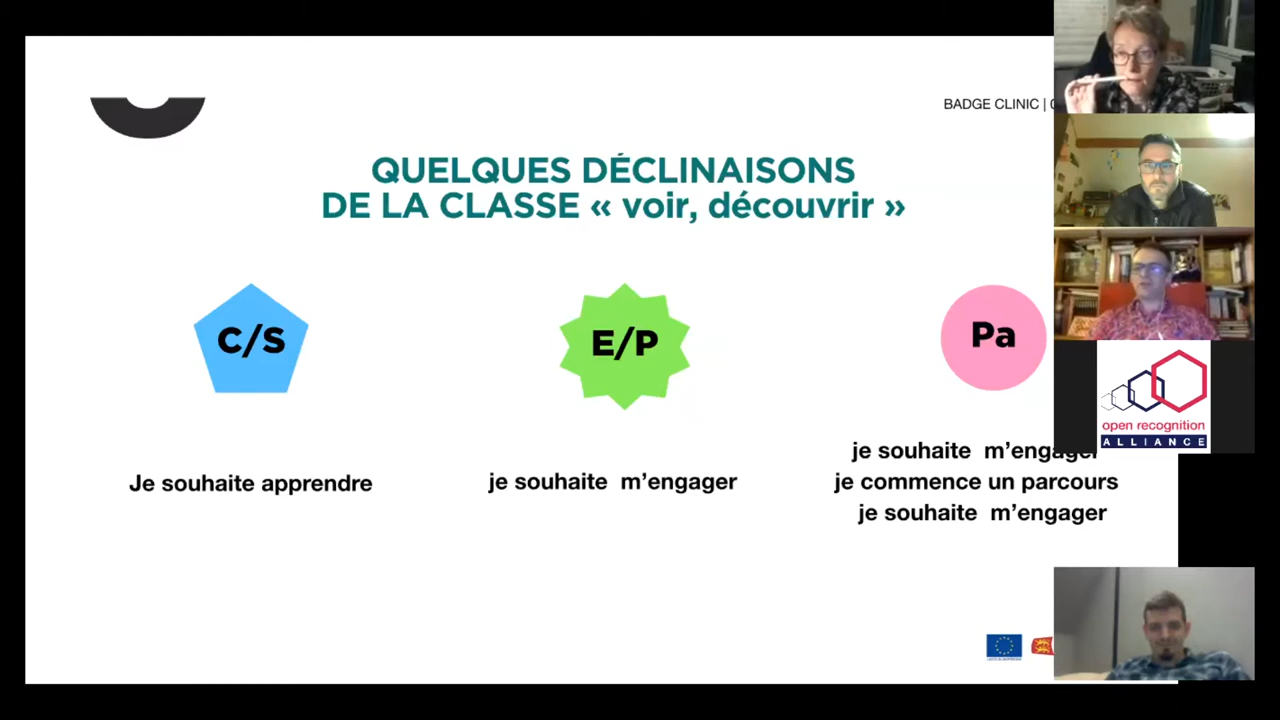 BADGE CLINIC |
QUELQUES DÉCLINAISONS
DE LA CLASSE « voir, découvrir »
C/S
E/P
Pa
Je souhaite apprendre
je souhaite m’engager
je souhaite m’engager
je commence un parcours
je souhaite m’engager
open recognition
ALLIANCE